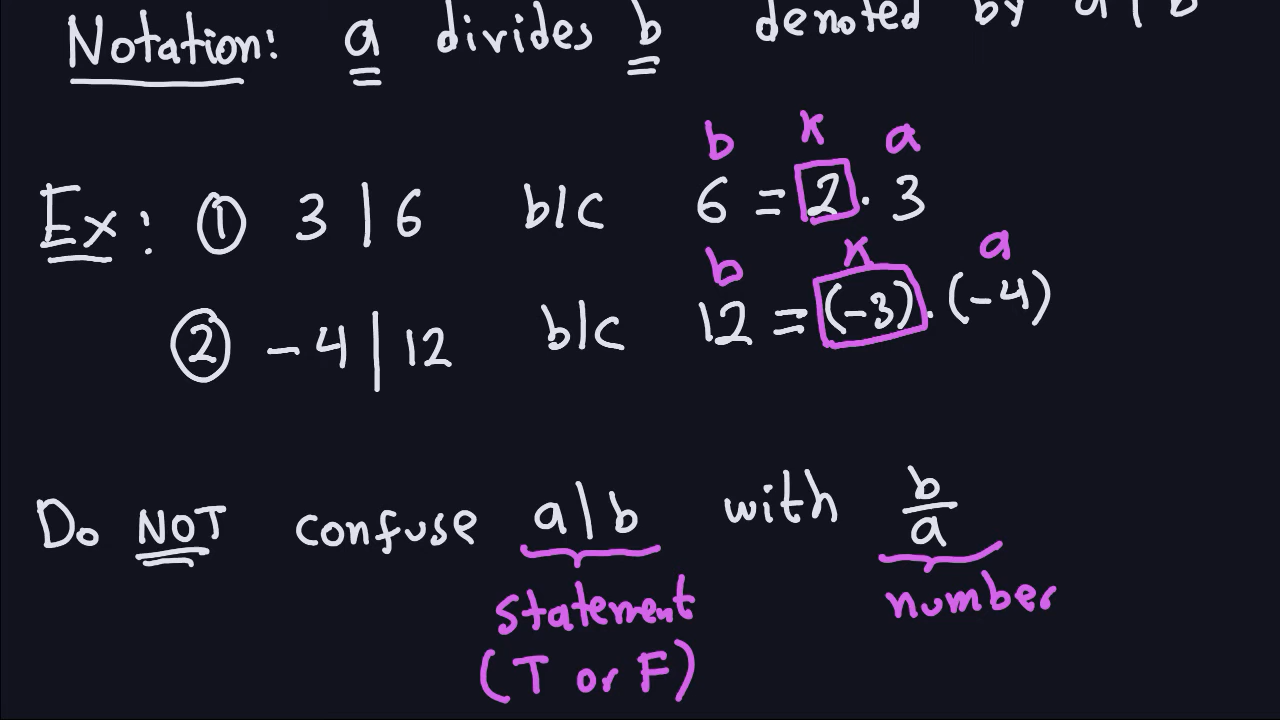 Notation: a divides b denoted by a | b
b k a
Ex: ① 3 | 6 b/c 6 = 2 · 3
b k a
② -4 | 12 b/c 12 = (-3) · (-4)
Do NOT confuse a | b with b/a
statement number
(T or F)